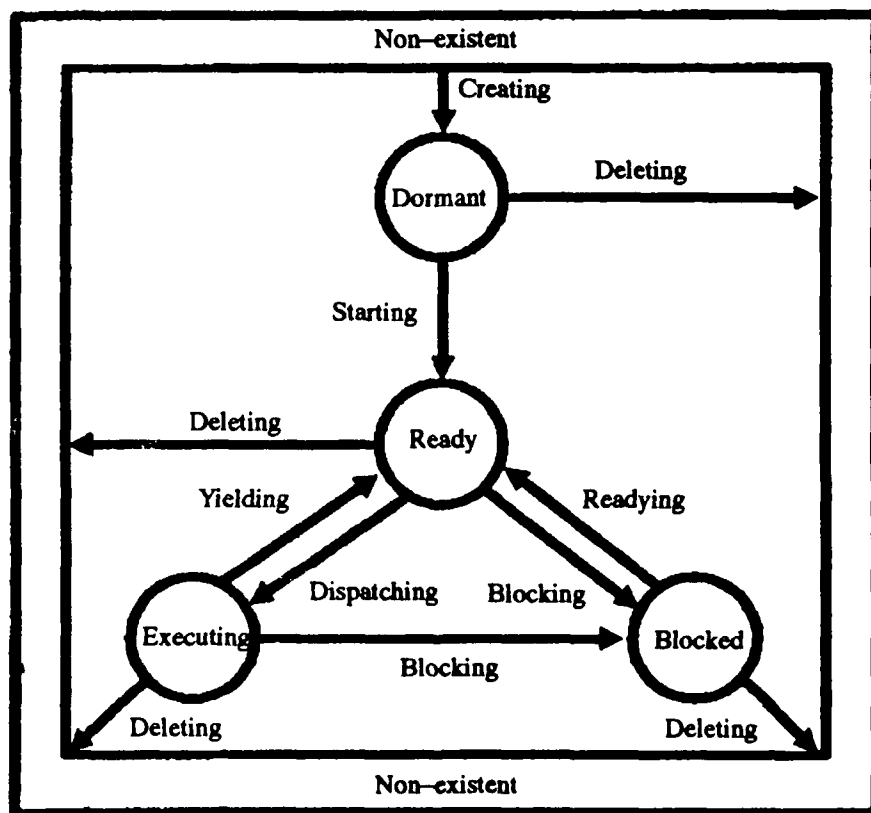 Non-existent
Creating
Dormant
Deleting
Starting
Deleting
Ready
Yielding
Readying
Dispatching
Blocking
Executing
Blocked
Blocking
Deleting
Deleting
Non-existent